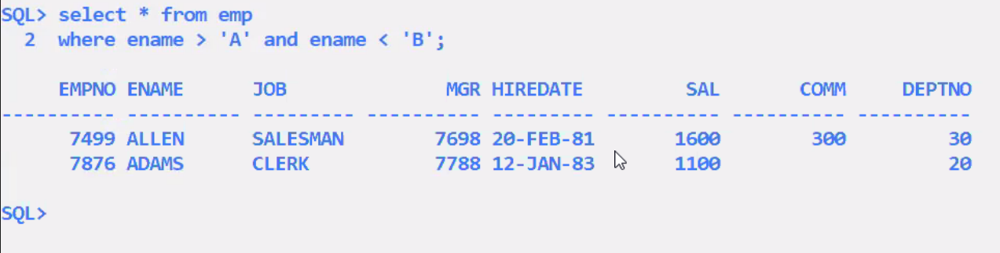 SQL> select * from emp
  2  where ename > 'A' and ename < 'B';
     EMPNO ENAME      JOB              MGR HIREDATE         SAL       COMM     DEPTNO
---------- ---------- --------- ---------- --------- ---------- ---------- ----------
      7499 ALLEN      SALESMAN        7698 20-FEB-81       1600        300         30
      7876 ADAMS      CLERK           7788 12-JAN-83       1100                    20
SQL>